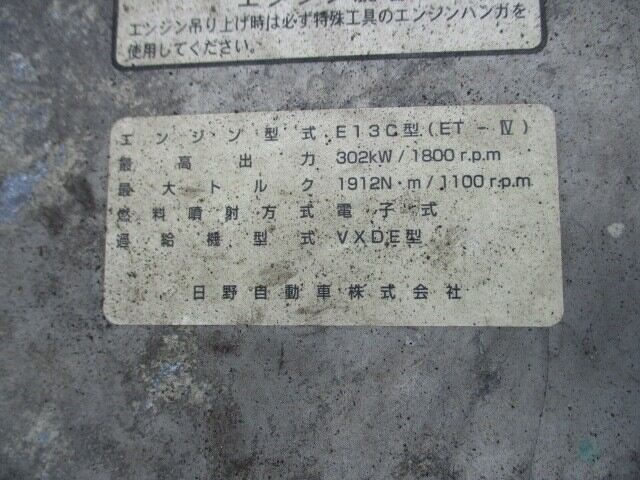 エンジン吊り上げ時は必ず特殊工具のエンジンハンガを
使用してください。
エンジン型式 E13C型(ET-Ⅳ)
最高出力 302kW/1800r.p.m
最大トルク 1912N・m/1100r.p.m
燃料噴射方式 電子式
過給機型式 VXDE型
日野自動車株式会社